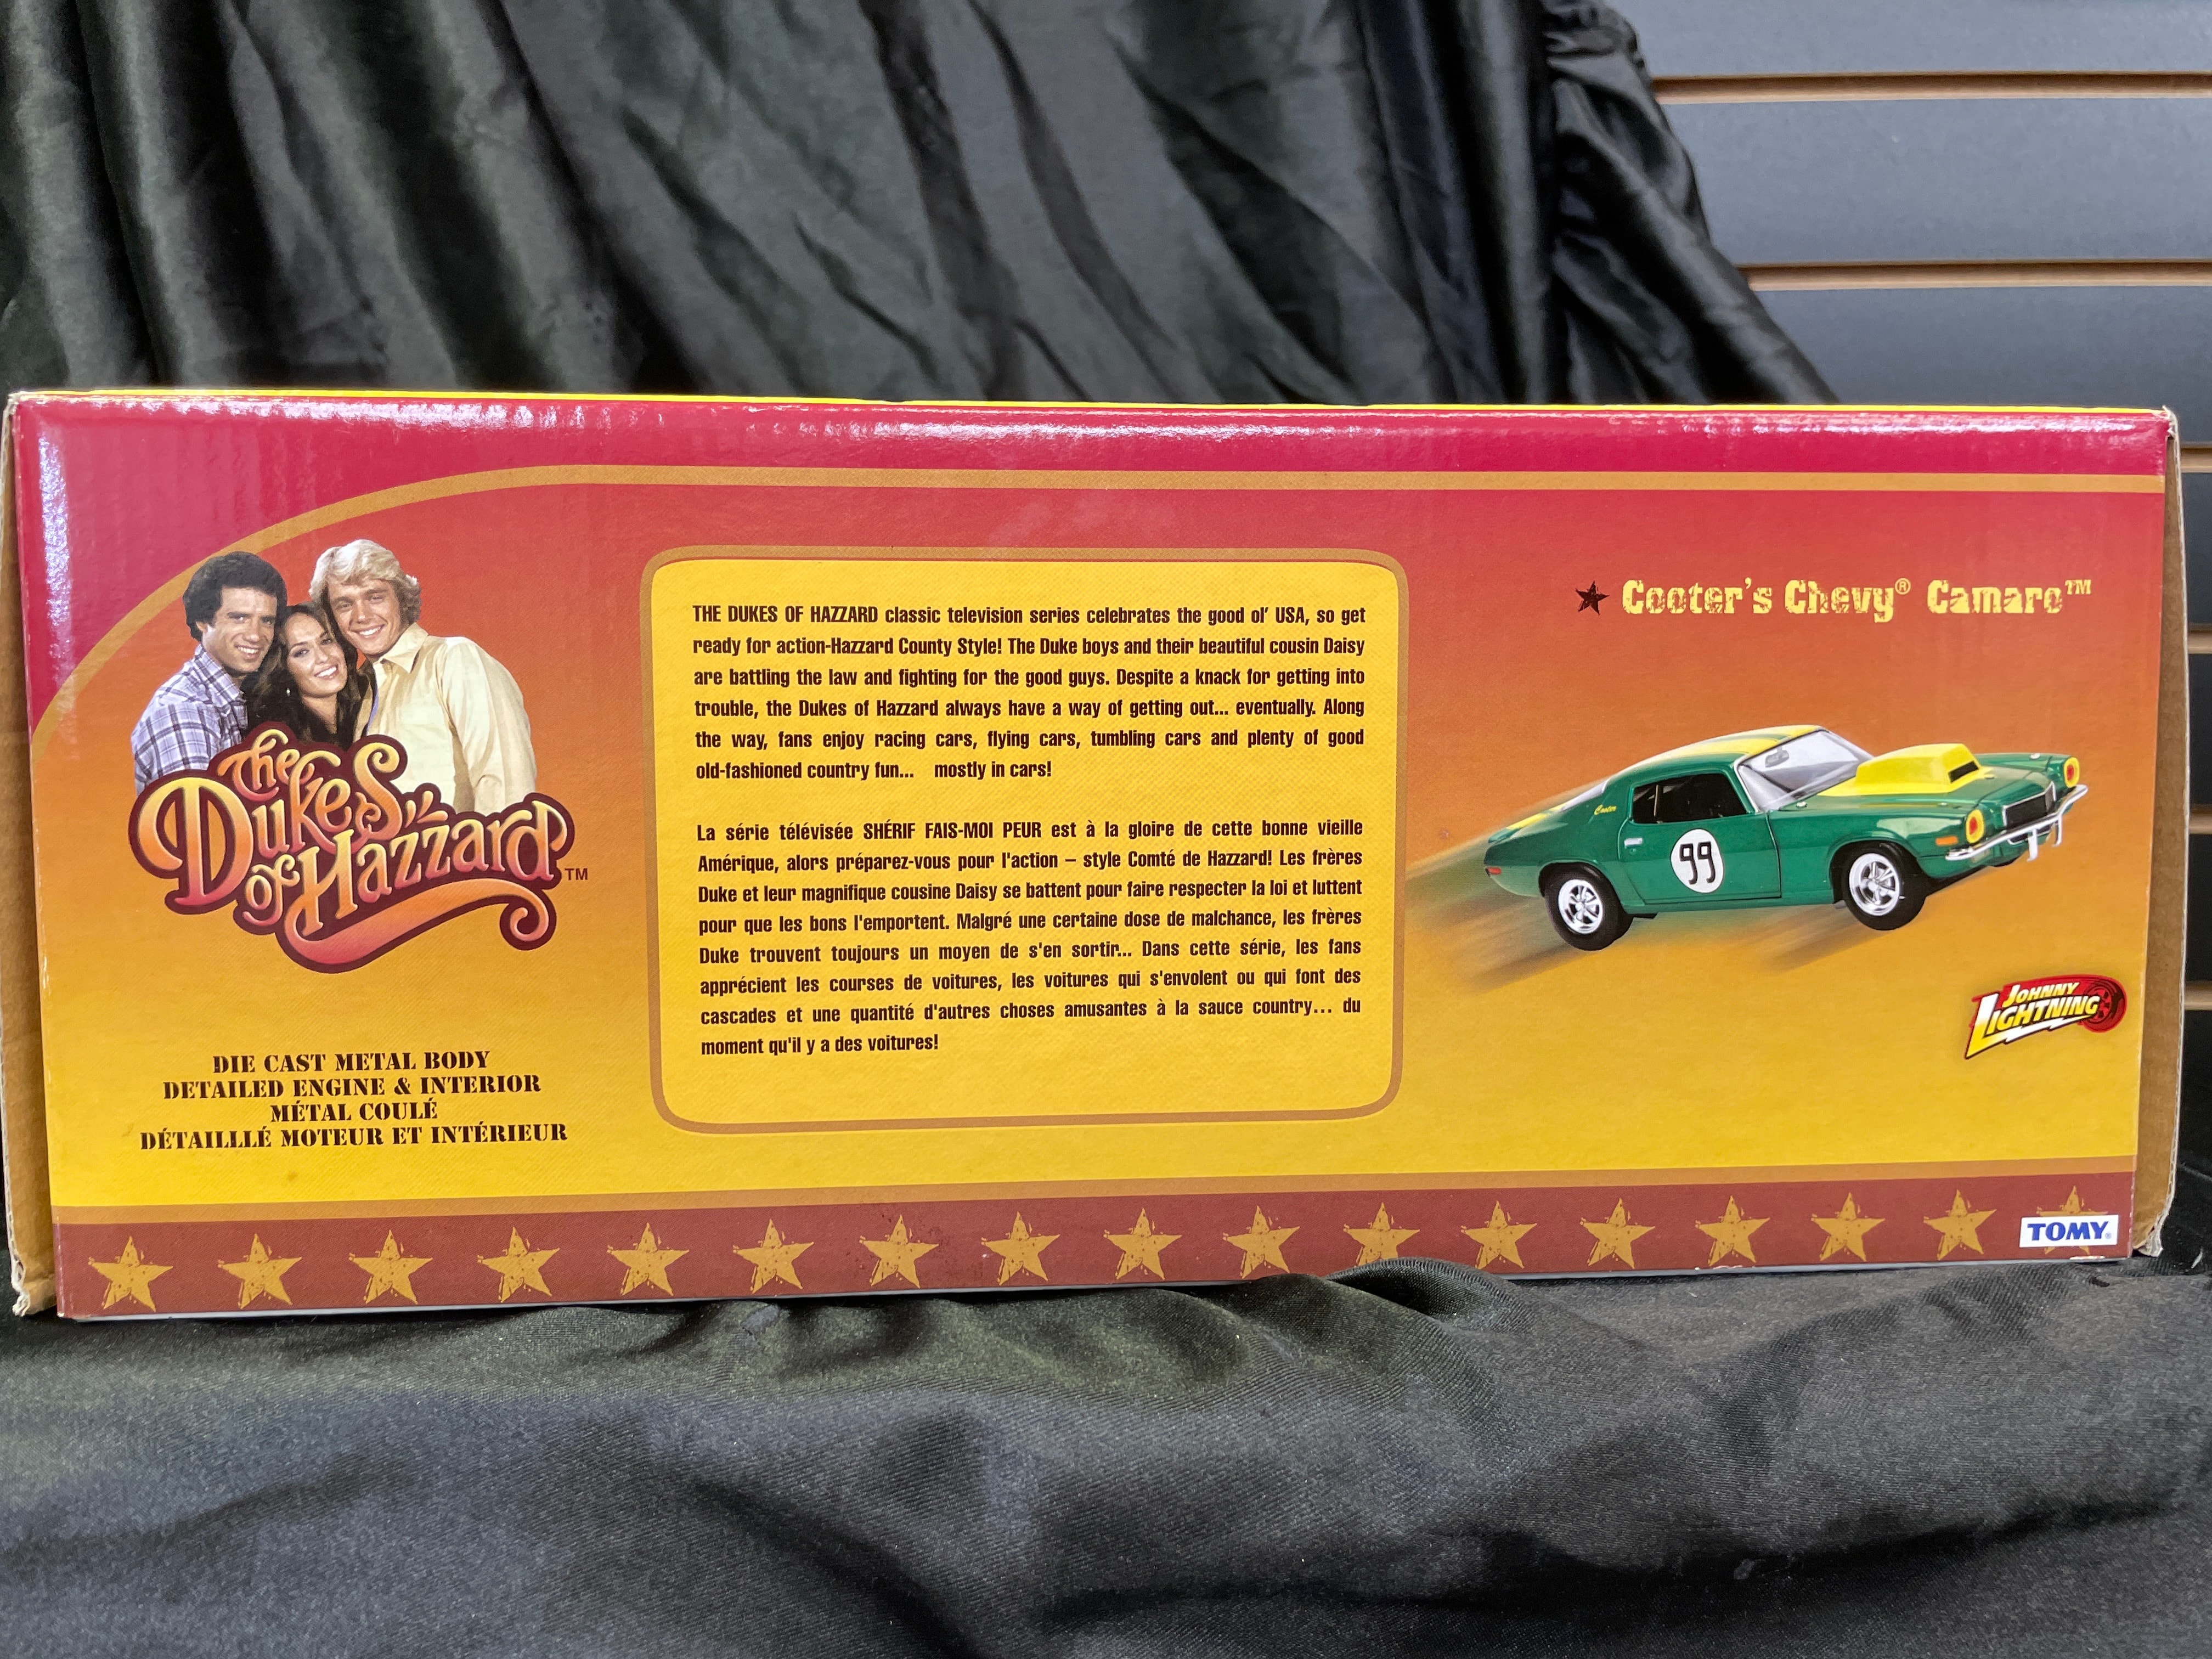 The
Dukes
of Hazzard™
DIE CAST METAL BODY
DETAILED ENGINE & INTERIOR
MÉTAL COULÉ
DÉTAILLLÉ MOTEUR ET INTÉRIEUR
THE DUKES OF HAZZARD classic television series celebrates the good ol' USA, so get
ready for action-Hazzard County Style! The Duke boys and their beautiful cousin Daisy
are battling the law and fighting for the good guys. Despite a knack for getting into
trouble, the Dukes of Hazzard always have a way of getting out... eventually. Along
the way, fans enjoy racing cars, flying cars, tumbling cars and plenty of good
old-fashioned country fun... mostly in cars!
La série télévisée SHÉRIF FAIS-MOI PEUR est à la gloire de cette bonne vieille
Amérique, alors préparez-vous pour l'action – style Comté de Hazzard! Les frères
Duke et leur magnifique cousine Daisy se battent pour faire respecter la loi et luttent
pour que les bons l'emportent. Malgré une certaine dose de malchance, les frères
Duke trouvent toujours un moyen de s'en sortir... Dans cette série, les fans
apprécient les courses de voitures, les voitures qui s'envolent ou qui font des
cascades et une quantité d'autres choses amusantes à la sauce country... du
moment qu'il y a des voitures!
Cooter's Chevy® Camaro™
Cooter
99
JOHNNY
LIGHTNING
TOMY®